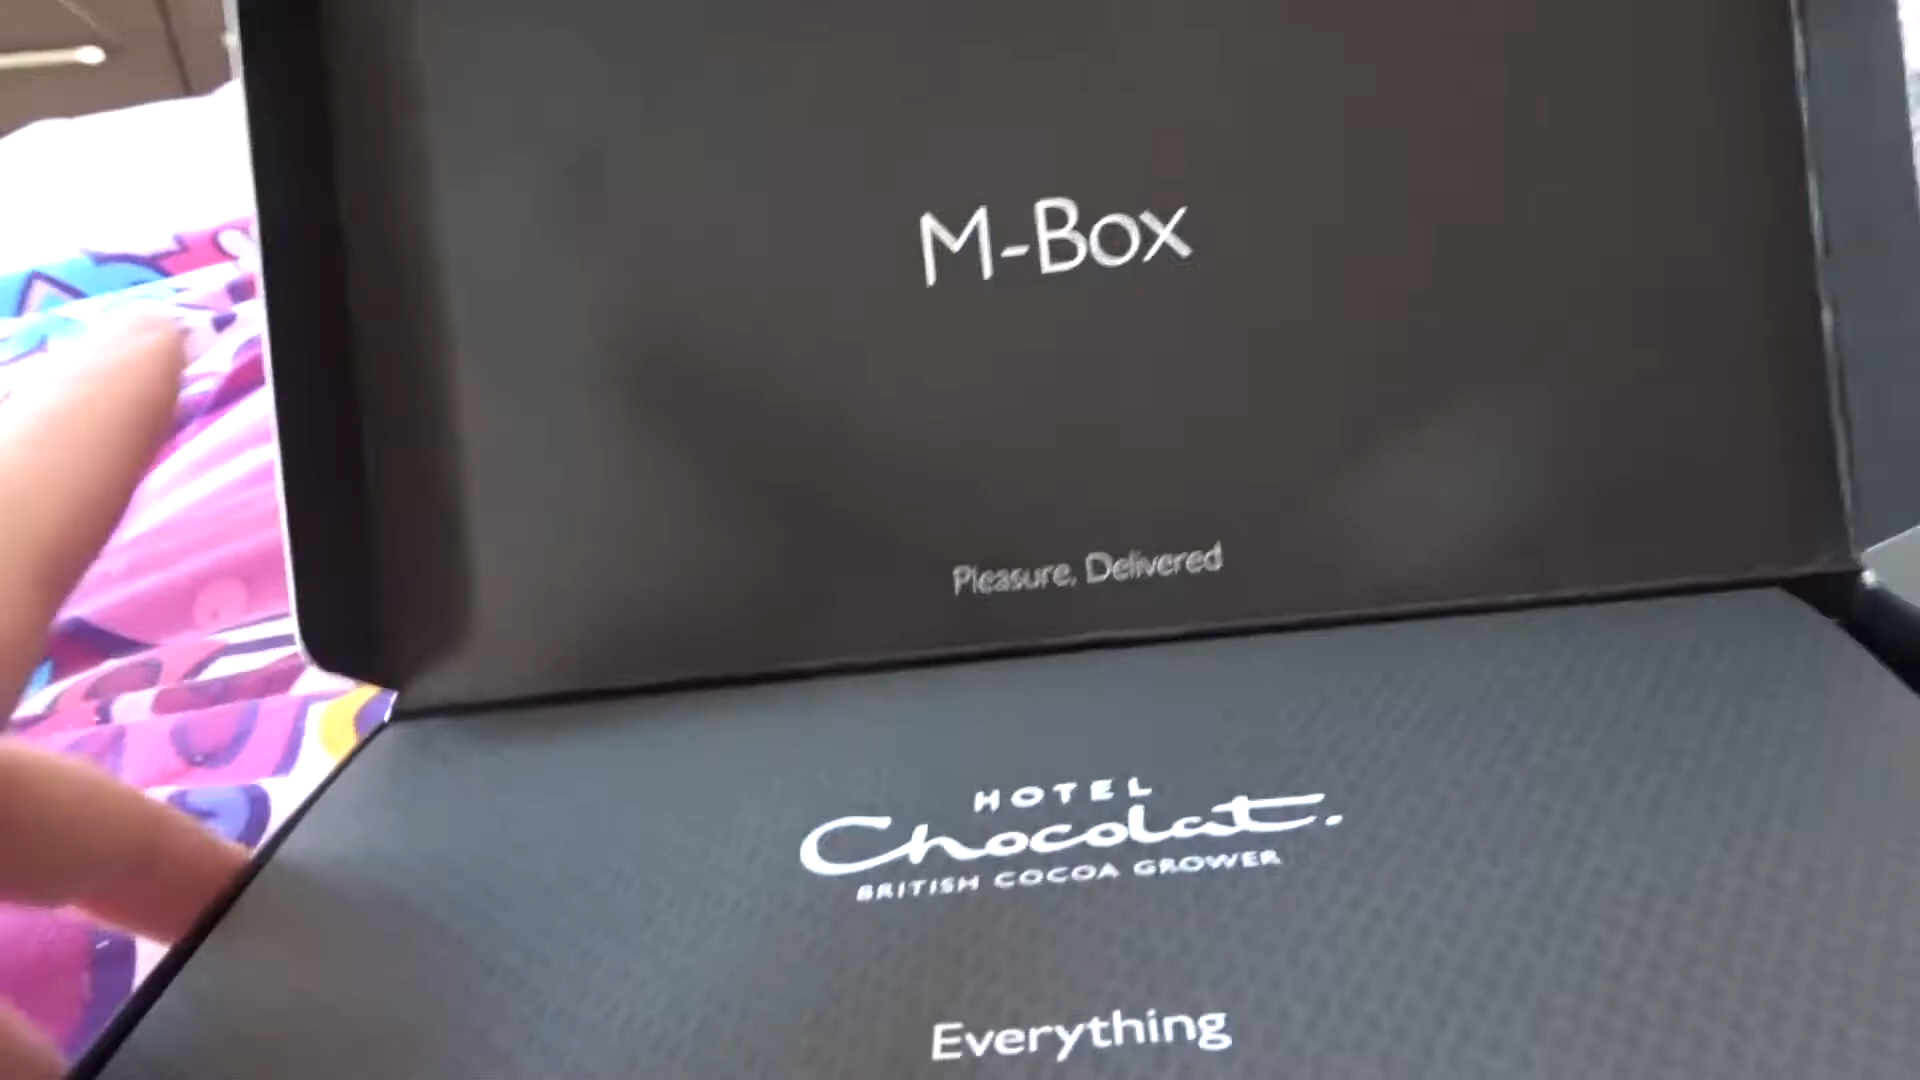 M-Box
Pleasure, Delivered
HOTEL
Chocolat.
BRITISH COCOA GROWER
Everything